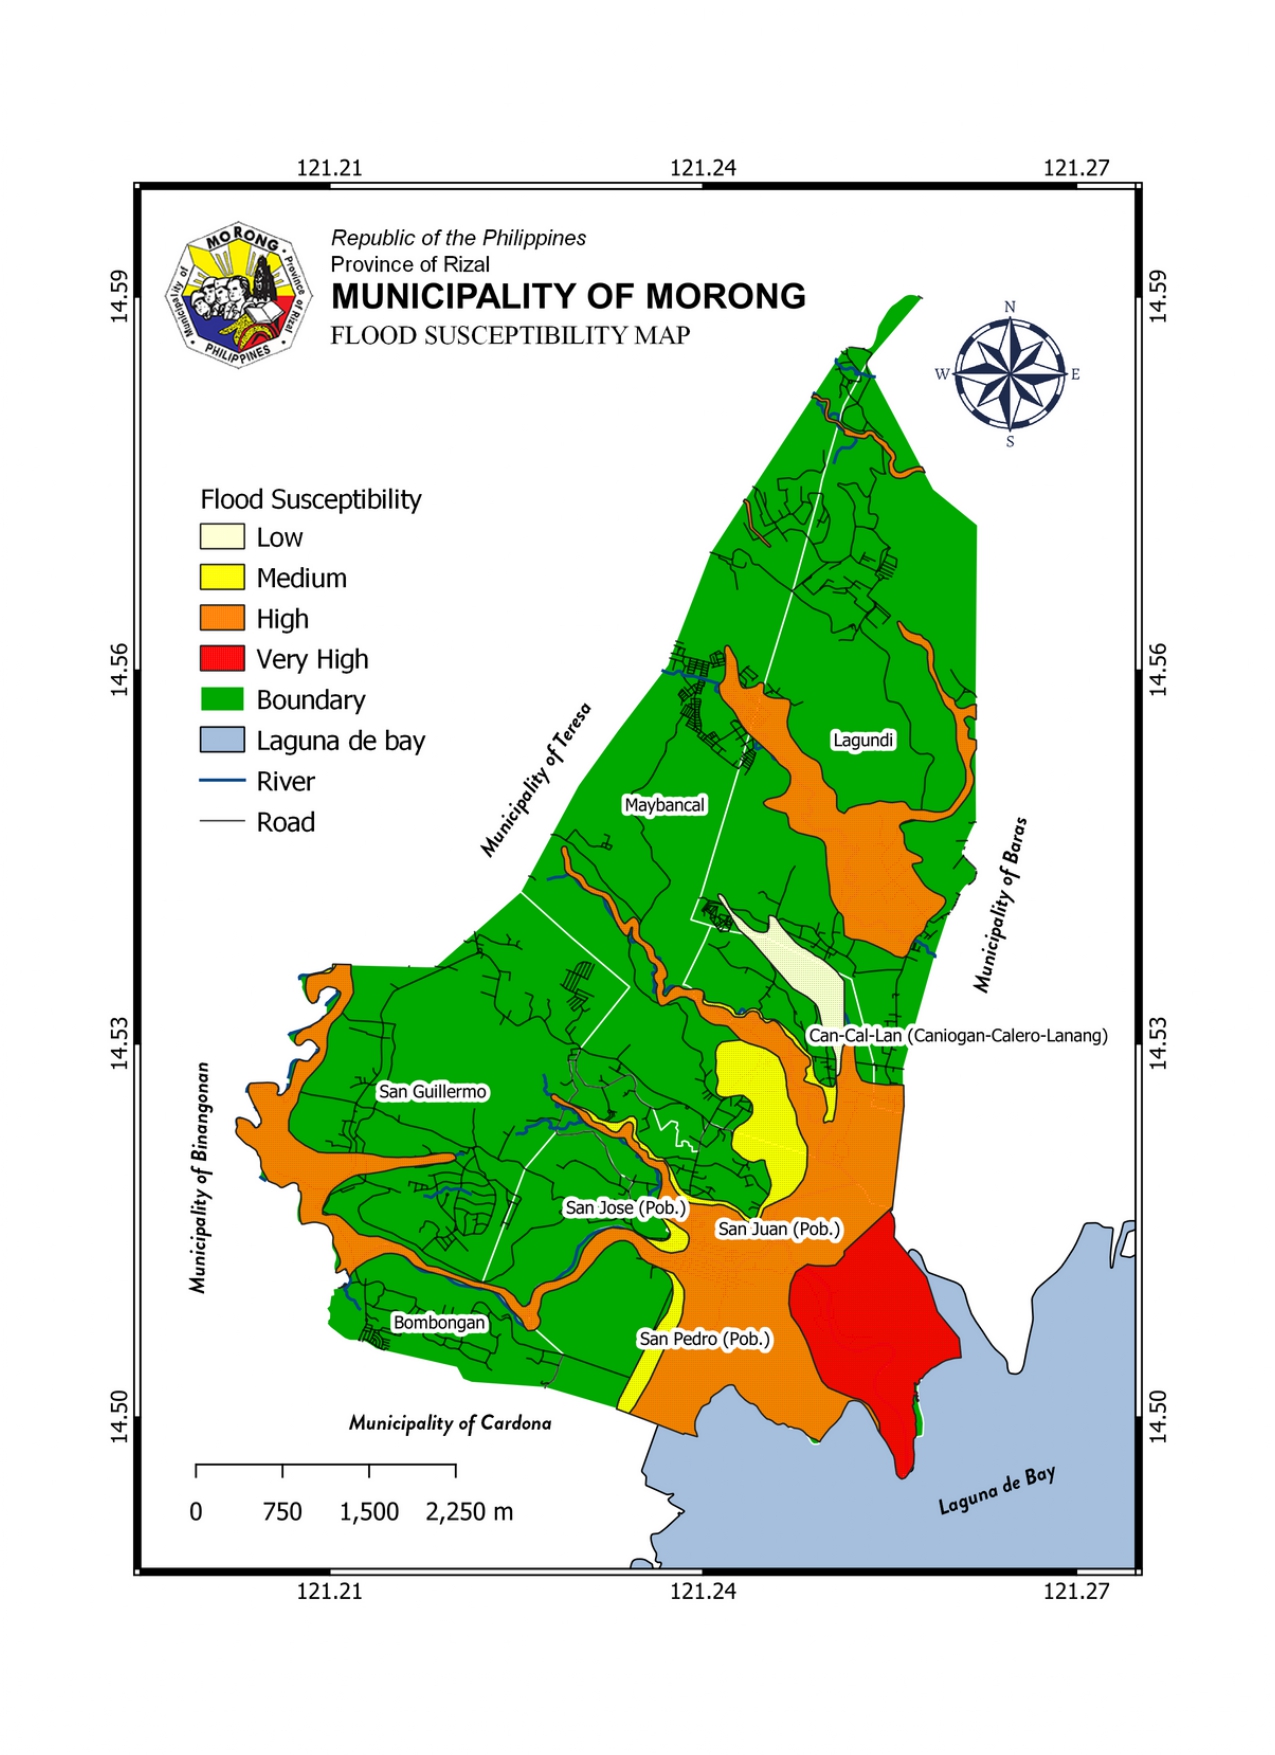 121.21 121.24 121.27
MORONG
Municipality of
Province of Rizal
PHILIPPINES
Republic of the Philippines
Province of Rizal
MUNICIPALITY OF MORONG
FLOOD SUSCEPTIBILITY MAP
14.59 14.59
N
W E
S
Flood Susceptibility
Low
Medium
High
Very High
Boundary
Laguna de bay
River
Road
14.56 14.56
Municipality of Teresa
Lagundi
Maybancal
Municipality of Baras
14.53 14.53
Can-Cal-Lan (Caniogan-Calero-Lanang)
San Guillermo
Municipality of Binangonan
San Jose (Pob.)
San Juan (Pob.)
Bombongan
San Pedro (Pob.)
14.50 14.50
Municipality of Cardona
Laguna de Bay
0 750 1,500 2,250 m
121.21 121.24 121.27